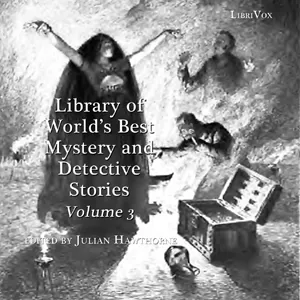 LibriVox
Library of
World's Best
Mystery and
Detective
Stories
Volume 3
edited by Julian Hawthorne